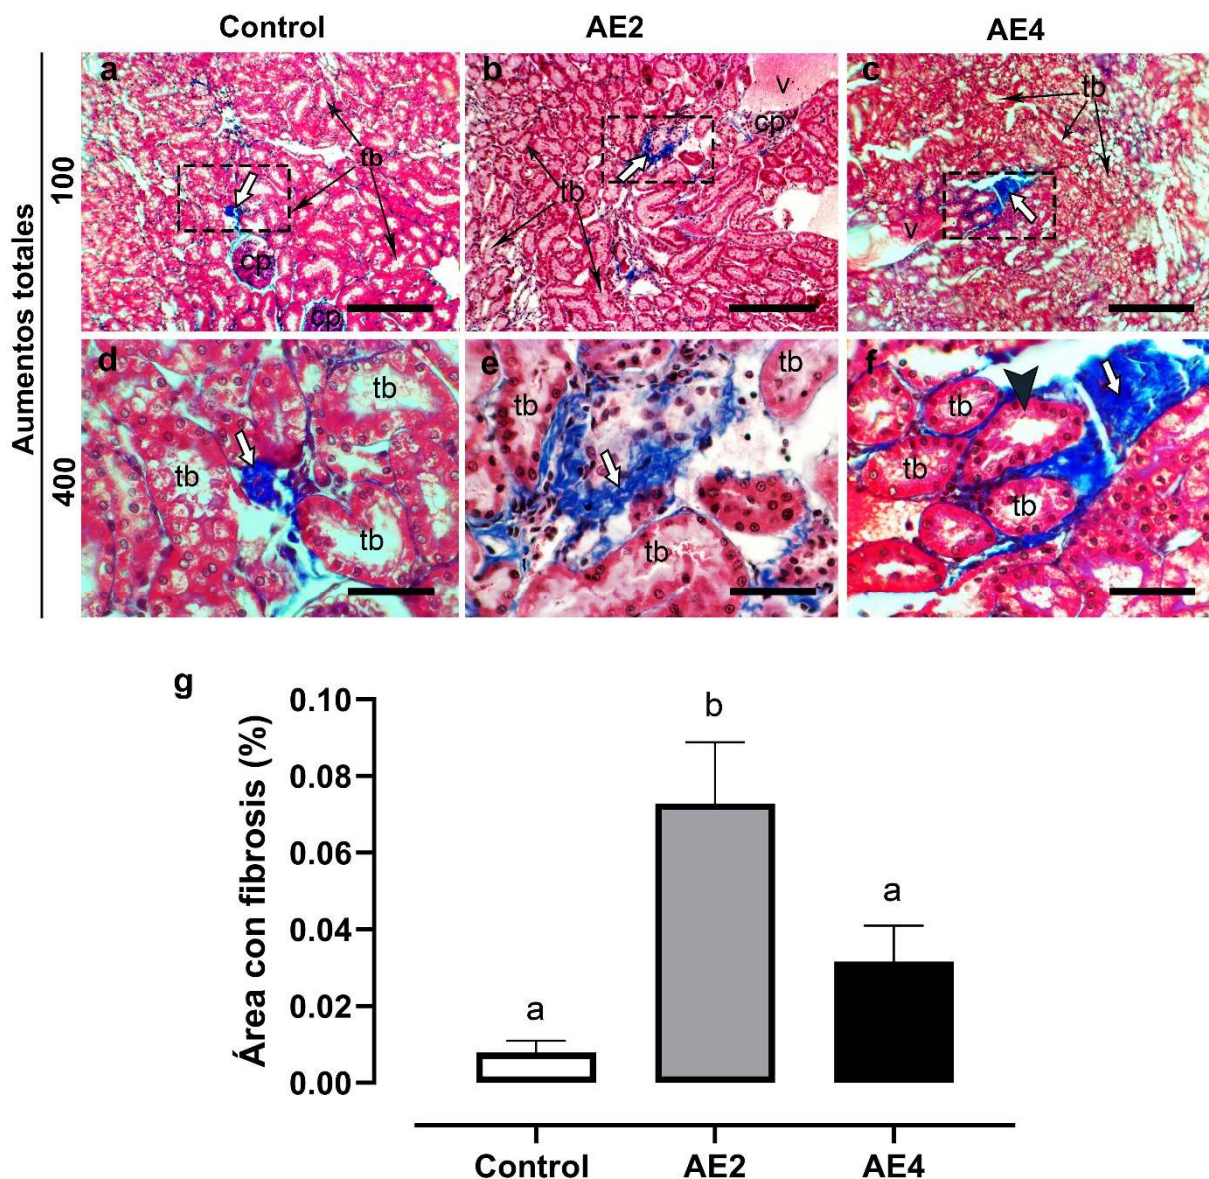 Control AE2 AE4
Aumentos totales
100
a tb cp cp
b v cp tb
c tb v
400
d tb tb tb
e tb tb tb
f tb tb tb
g
Área con fibrosis (%)
0.10
0.08
0.06
0.04
0.02
0.00
a
b
a
Control AE2 AE4